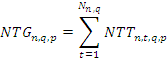 NTG_{n,q,p} = \sum_{t=1}^{N_{n,q}} NTT_{n,t,q,p}